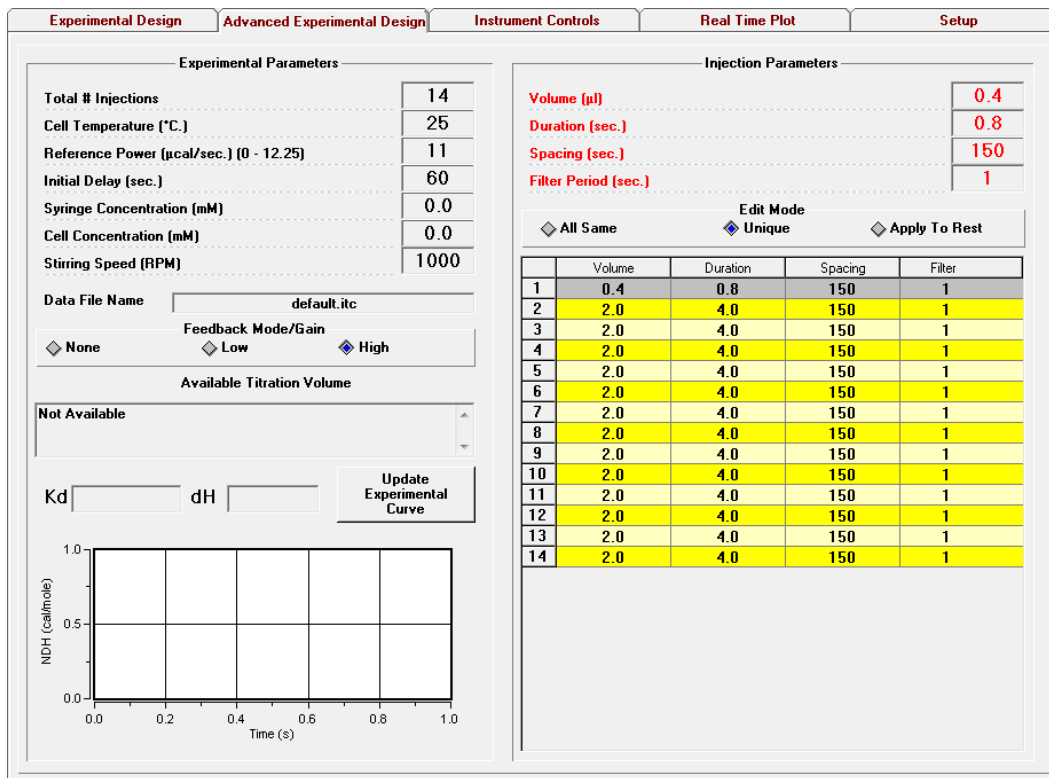 Experimental Design Advanced Experimental Design Instrument Controls Real Time Plot Setup
Experimental Parameters
Total # Injections 14
Cell Temperature (°C.) 25
Reference Power (µcal/sec.) (0 - 12.25) 11
Initial Delay (sec.) 60
Syringe Concentration (mM) 0.0
Cell Concentration (mM) 0.0
Stirring Speed (RPM) 1000
Data File Name default.itc
Feedback Mode/Gain
None Low High
Available Titration Volume
Not Available
Kd dH Update Experimental Curve
NDH (cal/mole)
1.0
0.5
0.0
0.0 0.2 0.4 0.6 0.8 1.0
Time (s)
Injection Parameters
Volume (µl) 0.4
Duration (sec.) 0.8
Spacing (sec.) 150
Filter Period (sec.) 1
Edit Mode
All Same Unique Apply To Rest
Volume Duration Spacing Filter
1 0.4 0.8 150 1
2 2.0 4.0 150 1
3 2.0 4.0 150 1
4 2.0 4.0 150 1
5 2.0 4.0 150 1
6 2.0 4.0 150 1
7 2.0 4.0 150 1
8 2.0 4.0 150 1
9 2.0 4.0 150 1
10 2.0 4.0 150 1
11 2.0 4.0 150 1
12 2.0 4.0 150 1
13 2.0 4.0 150 1
14 2.0 4.0 150 1